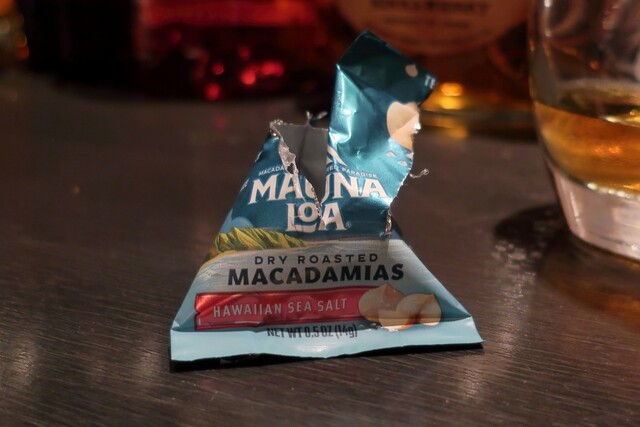 MAUNA
LOA
DRY ROASTED
MACADAMIAS
HAWAIIAN SEA SALT
NET WT 0.5 OZ (14g)